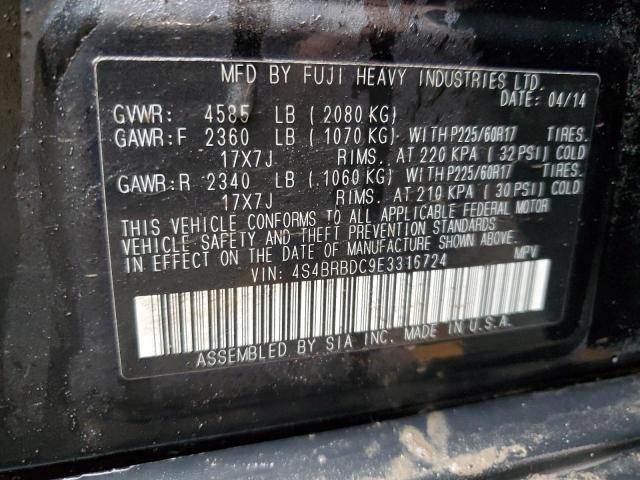 MFD BY FUJI HEAVY INDUSTRIES LTD.
DATE: 04/14
GVWR: 4585 LB ( 2080 KG)
GAWR: F 2360 LB ( 1070 KG) WITH P225/60R17 TIRES.
17X7J RIMS. AT 220 KPA ( 32 PSI) COLD
GAWR: R 2340 LB ( 1060 KG) WITH P225/60R17 TIRES.
17X7J RIMS. AT 210 KPA ( 30 PSI) COLD
THIS VEHICLE CONFORMS TO ALL APPLICABLE FEDERAL MOTOR
VEHICLE SAFETY AND THEFT PREVENTION STANDARDS
IN EFFECT ON THE DATE OF MANUFACTURE SHOWN ABOVE.
VIN: 4S4BRBDC9E3316724 MPV
ASSEMBLED BY SIA INC. MADE IN U.S.A.